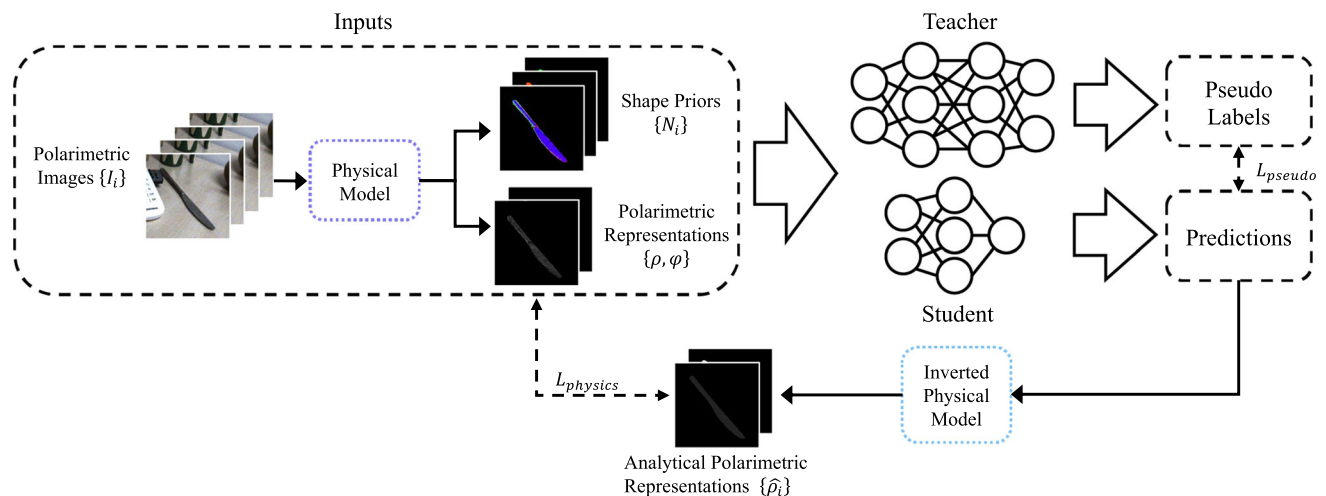 Inputs
Teacher
Polarimetric
Images {I_i}
Physical
Model
Shape Priors
{N_i}
Polarimetric
Representations
{ρ, φ}
Pseudo
Labels
L_pseudo
Predictions
Student
Inverted
Physical
Model
L_physics
Analytical Polarimetric
Representations {ρ̂_i}